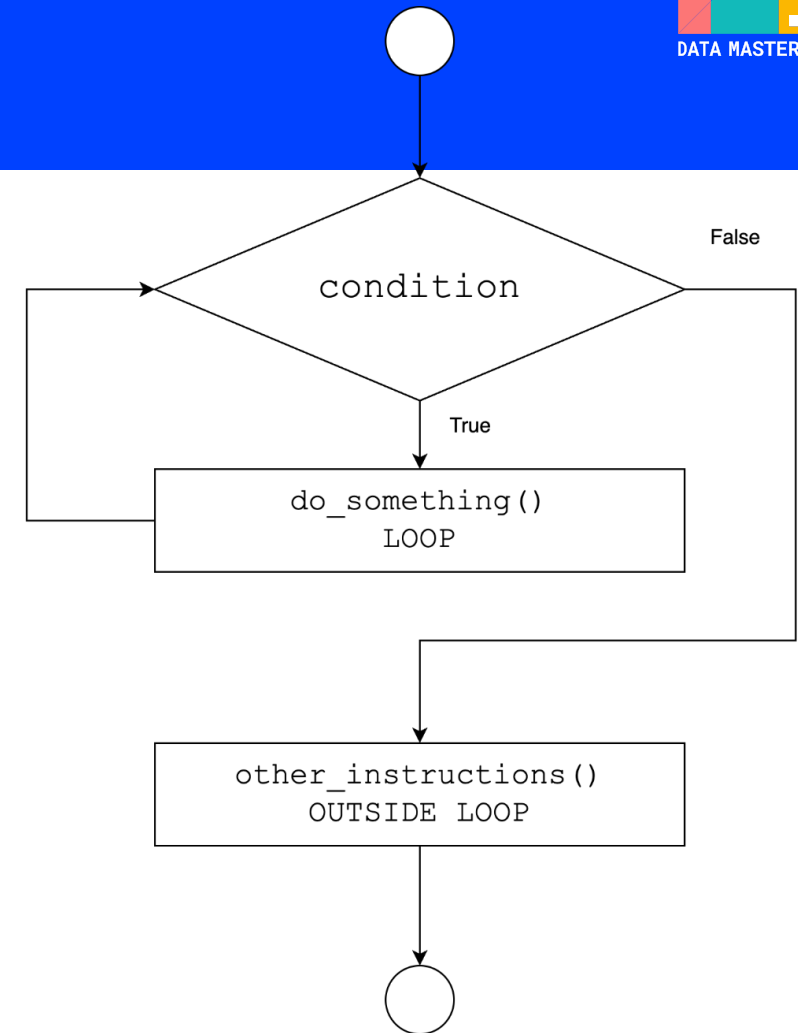 DATA MASTER
False
condition
True
do_something()
LOOP
other_instructions()
OUTSIDE LOOP